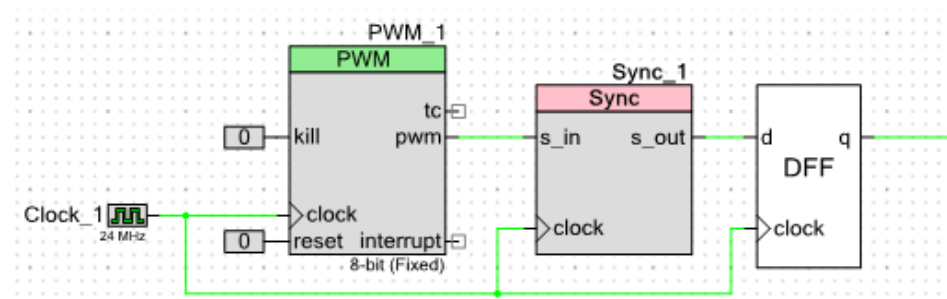 PWM_1
PWM
tc
0
kill
pwm
Clock_1
24 MHz
clock
0
reset
interrupt
8-bit (Fixed)
Sync_1
Sync
s_in
s_out
clock
d
q
DFF
clock